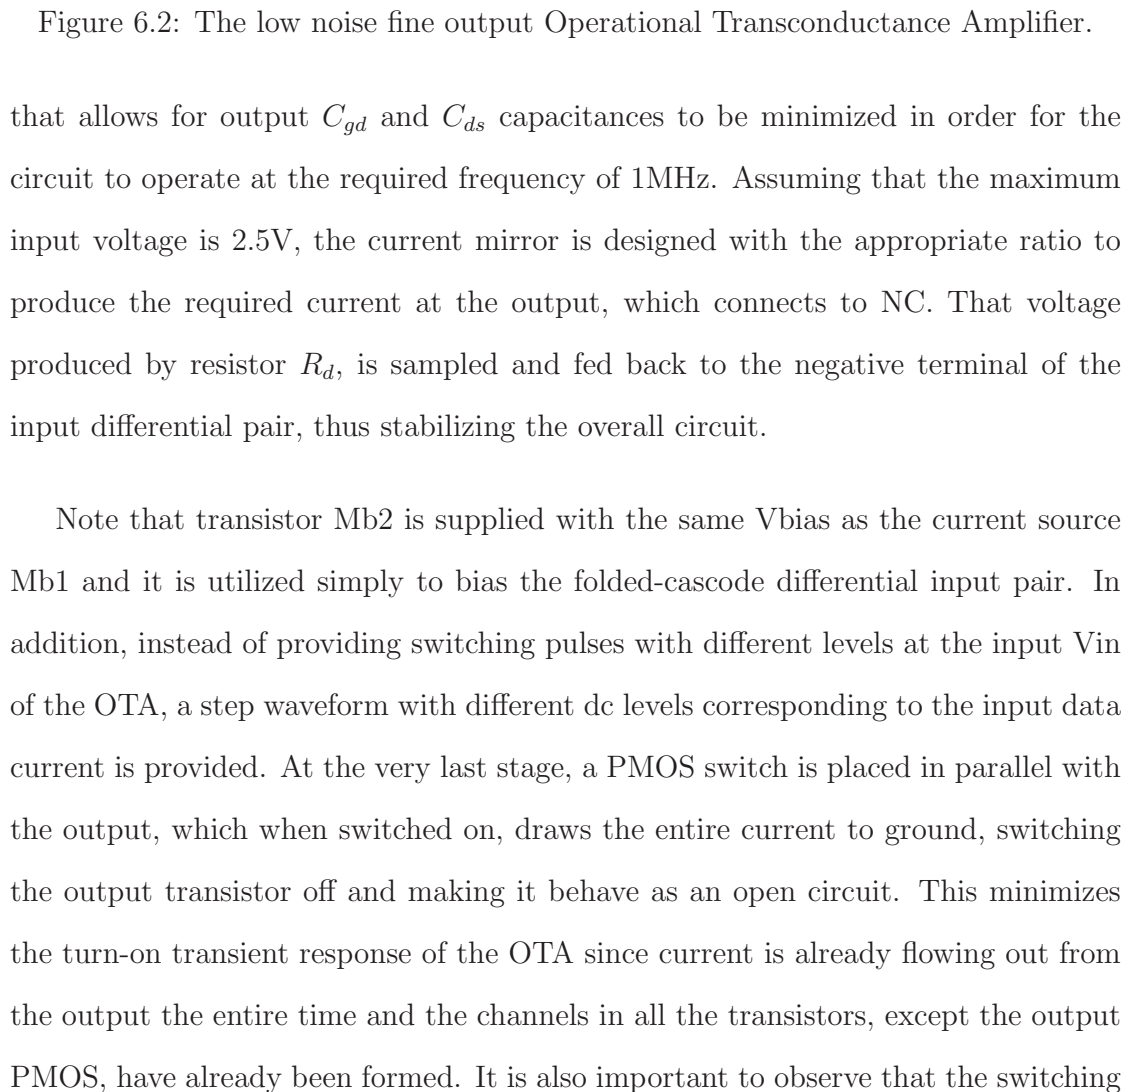 Figure 6.2: The low noise fine output Operational Transconductance Amplifier.
that allows for output C_{gd} and C_{ds} capacitances to be minimized in order for the
circuit to operate at the required frequency of 1MHz. Assuming that the maximum
input voltage is 2.5V, the current mirror is designed with the appropriate ratio to
produce the required current at the output, which connects to NC. That voltage
produced by resistor R_d, is sampled and fed back to the negative terminal of the
input differential pair, thus stabilizing the overall circuit.
Note that transistor Mb2 is supplied with the same Vbias as the current source
Mb1 and it is utilized simply to bias the folded-cascode differential input pair. In
addition, instead of providing switching pulses with different levels at the input Vin
of the OTA, a step waveform with different dc levels corresponding to the input data
current is provided. At the very last stage, a PMOS switch is placed in parallel with
the output, which when switched on, draws the entire current to ground, switching
the output transistor off and making it behave as an open circuit. This minimizes
the turn-on transient response of the OTA since current is already flowing out from
the output the entire time and the channels in all the transistors, except the output
PMOS, have already been formed. It is also important to observe that the switching